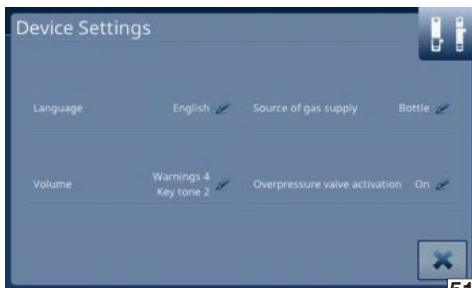 Device Settings
Language English Source of gas supply Bottle
Volume Warnings 4 Key tone 2 Overpressure valve activation On
51